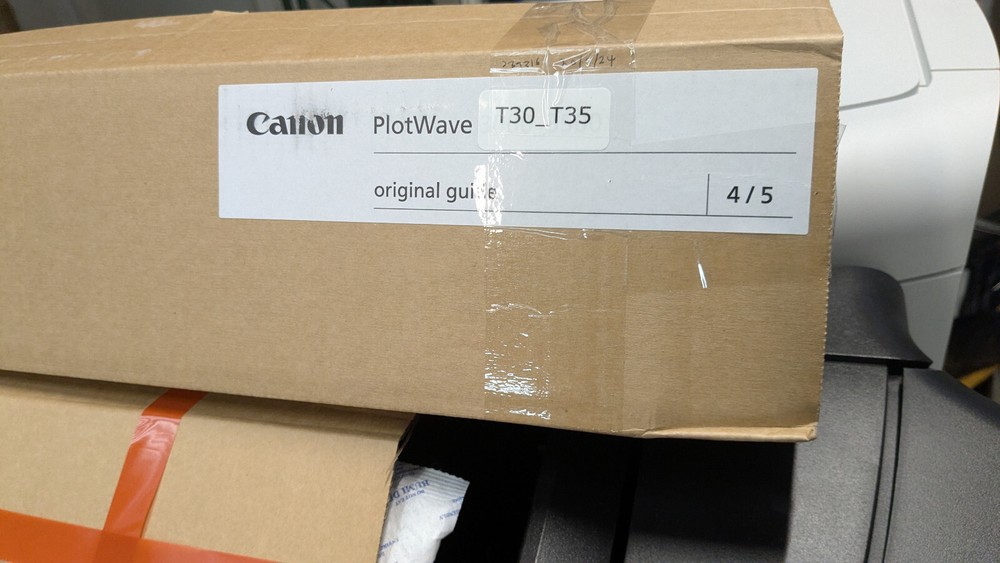 Canon PlotWave T30_T35
original guide
4 / 5